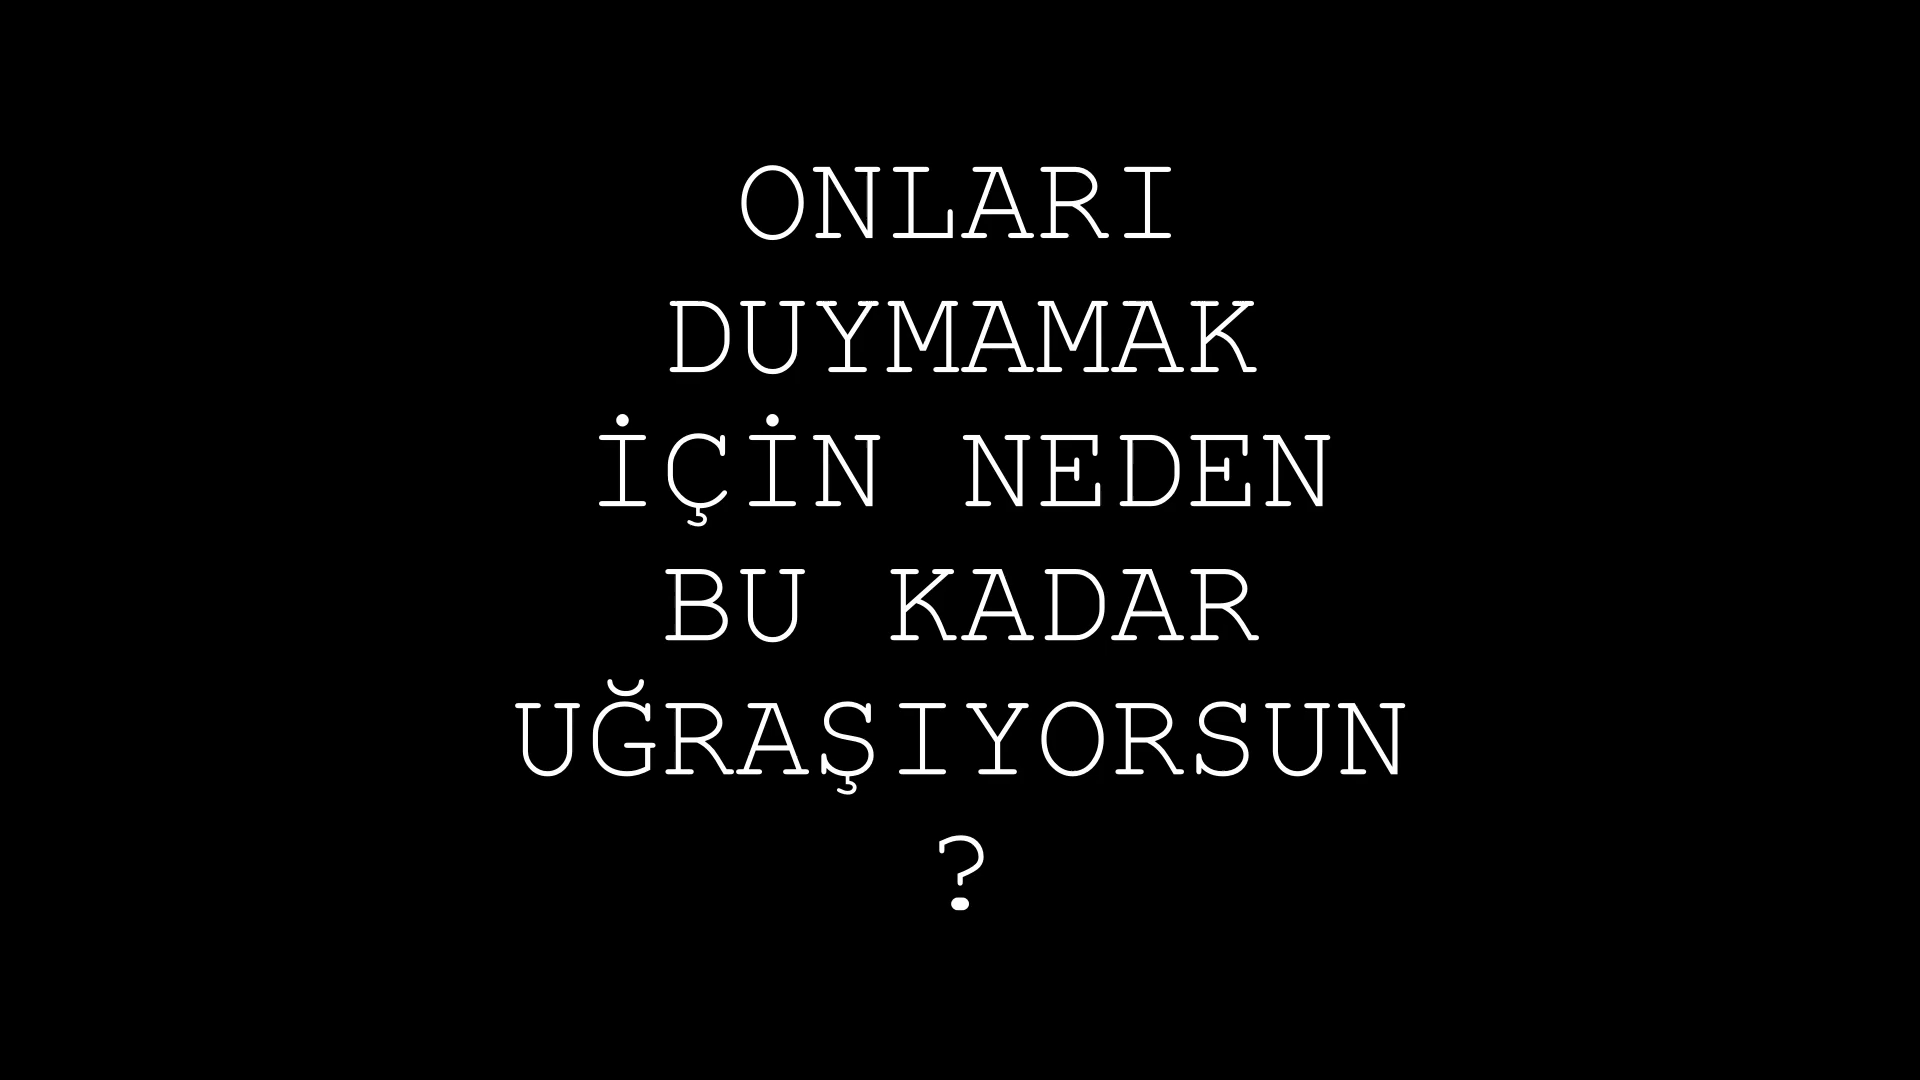 ONLARI
DUYMAMAK
İÇİN NEDEN
BU KADAR
UĞRAŞIYORSUN
?